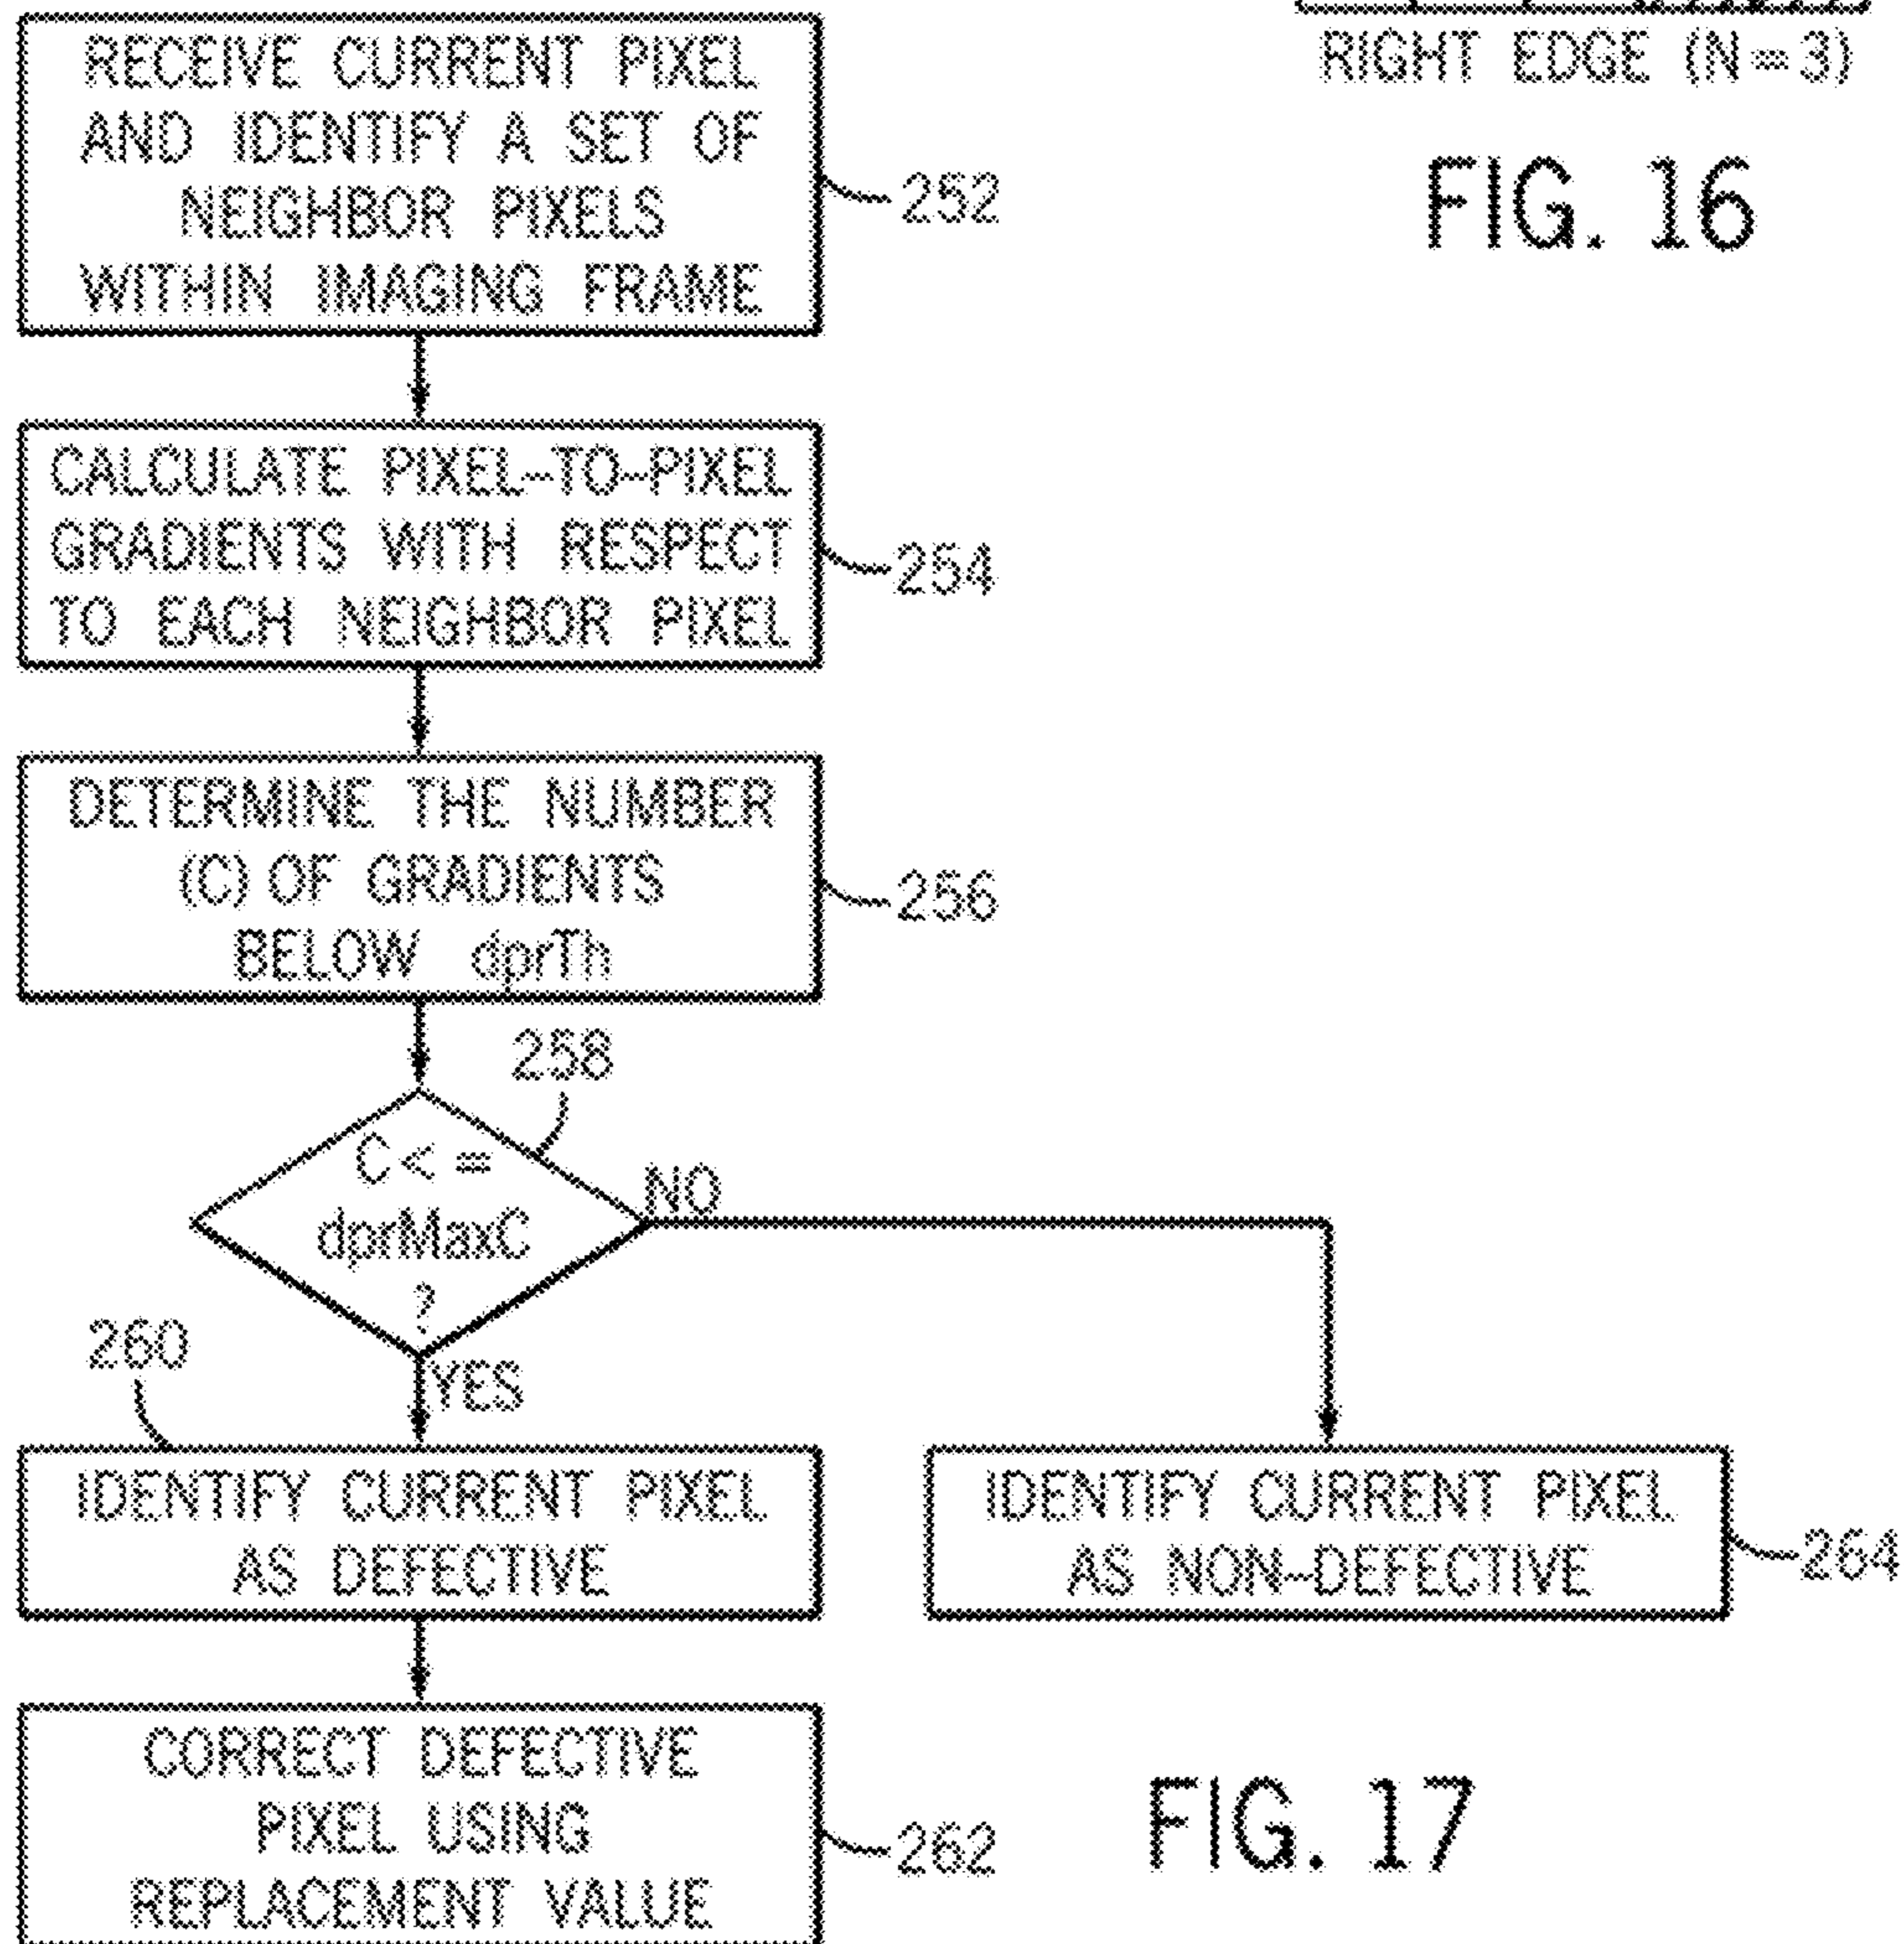 RIGHT EDGE (N=3)
FIG. 16
RECEIVE CURRENT PIXEL
AND IDENTIFY A SET OF
NEIGHBOR PIXELS
WITHIN IMAGING FRAME
252
CALCULATE PIXEL-TO-PIXEL
GRADIENTS WITH RESPECT
TO EACH NEIGHBOR PIXEL
254
DETERMINE THE NUMBER
(C) OF GRADIENTS
BELOW dprTh
256
258
C< =
dprMaxC
?
NO
YES
260
IDENTIFY CURRENT PIXEL
AS DEFECTIVE
IDENTIFY CURRENT PIXEL
AS NON-DEFECTIVE
264
CORRECT DEFECTIVE
PIXEL USING
REPLACEMENT VALUE
262
FIG. 17